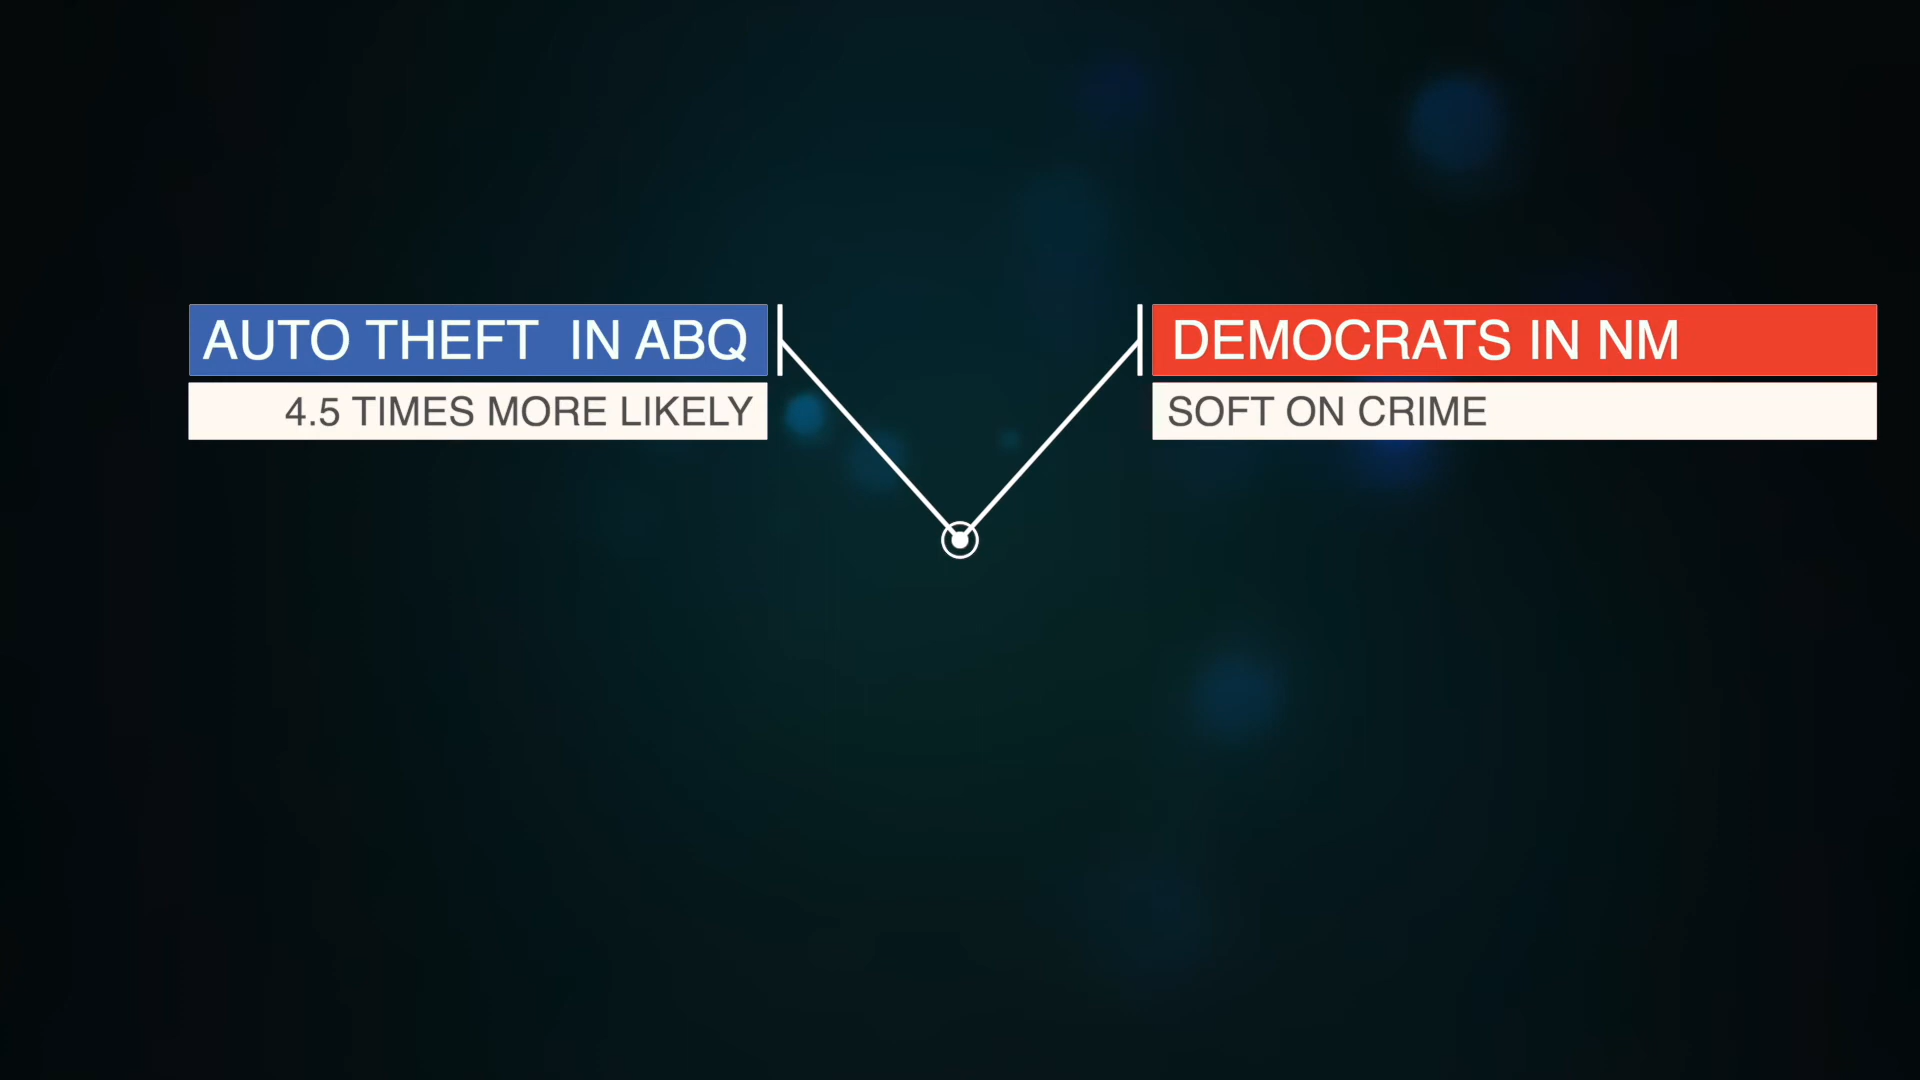 AUTO THEFT  IN ABQ
4.5 TIMES MORE LIKELY
DEMOCRATS IN NM
SOFT ON CRIME